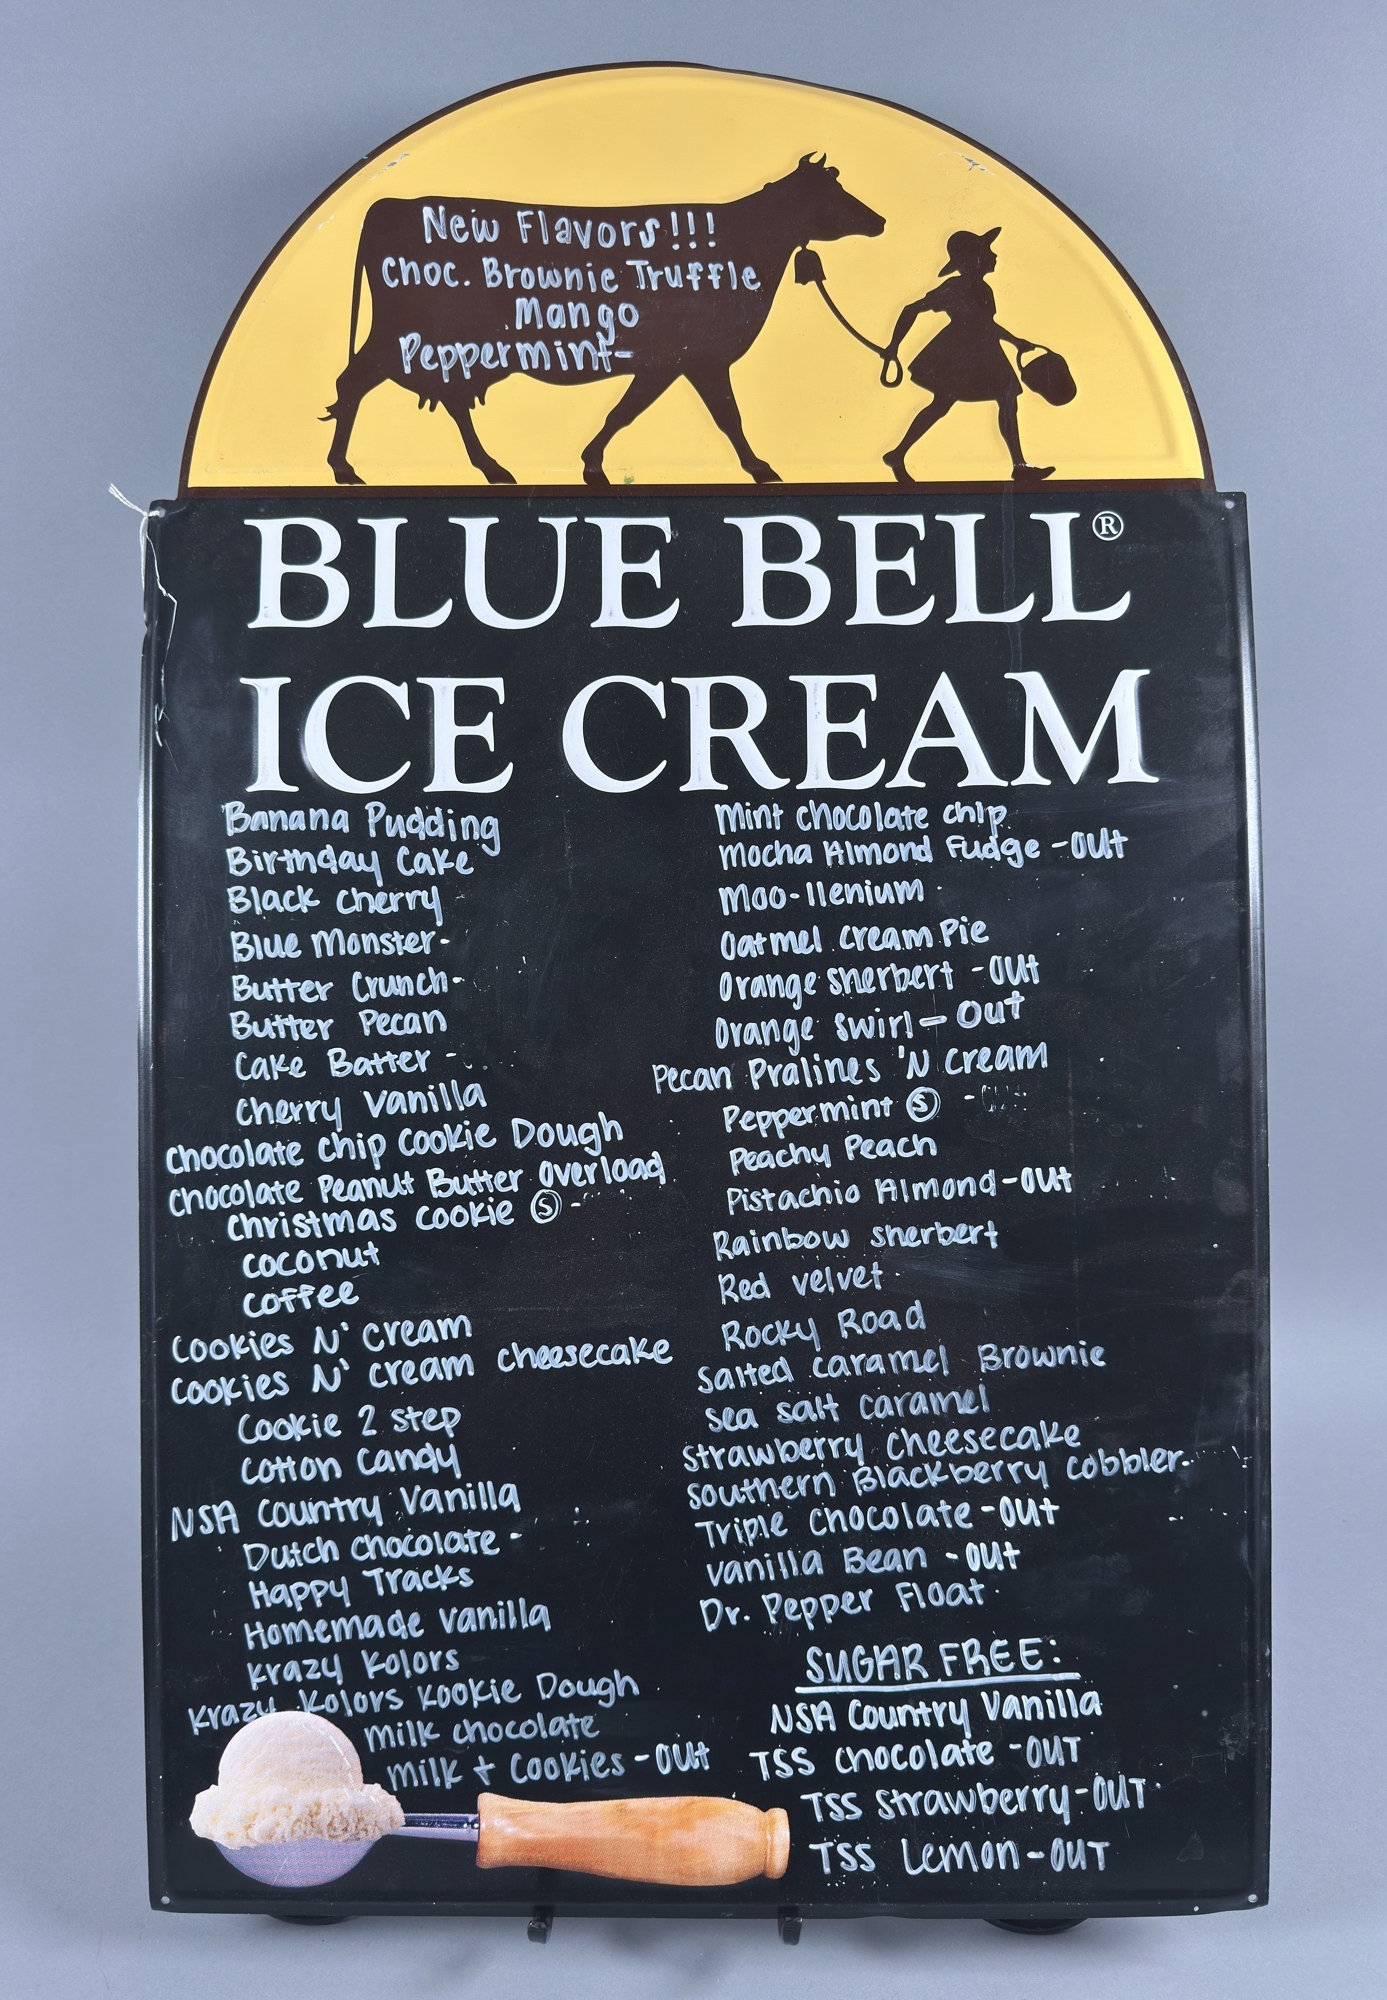 New Flavors!!!
Choc. Brownie Truffle
Mango
Peppermint-
BLUE BELL®
ICE CREAM
Banana Pudding
Birthday Cake
Black Cherry
Blue Monster-
Butter Crunch-
Butter Pecan
Cake Batter -
Cherry Vanilla
Chocolate Chip Cookie Dough
Chocolate Peanut Butter Overload
Christmas Cookie Ⓢ -
Coconut
Coffee
Cookies N' Cream
Cookies N' Cream Cheesecake
Cookie 2 Step
Cotton Candy
NSA Country Vanilla
Dutch Chocolate -
Happy Tracks
Homemade Vanilla
Krazy Kolors
Krazy Kolors Kookie Dough
Milk Chocolate
Milk + Cookies - Out
Mint Chocolate Chip
Mocha Almond Fudge - Out
Moo-llenium
Oatmel Cream Pie
Orange Sherbert - Out
Orange Swirl - Out
Pecan Pralines 'N Cream
Peppermint Ⓢ -
Peachy Peach
Pistachio Almond - Out
Rainbow Sherbert
Red Velvet
Rocky Road
Salted Caramel Brownie
Sea Salt Caramel
Strawberry Cheesecake
Southern Blackberry Cobbler-
Triple Chocolate - Out
Vanilla Bean - Out
Dr. Pepper Float
SUGAR FREE:
NSA Country Vanilla
TSS Chocolate - OUT
TSS Strawberry - OUT
TSS Lemon - OUT